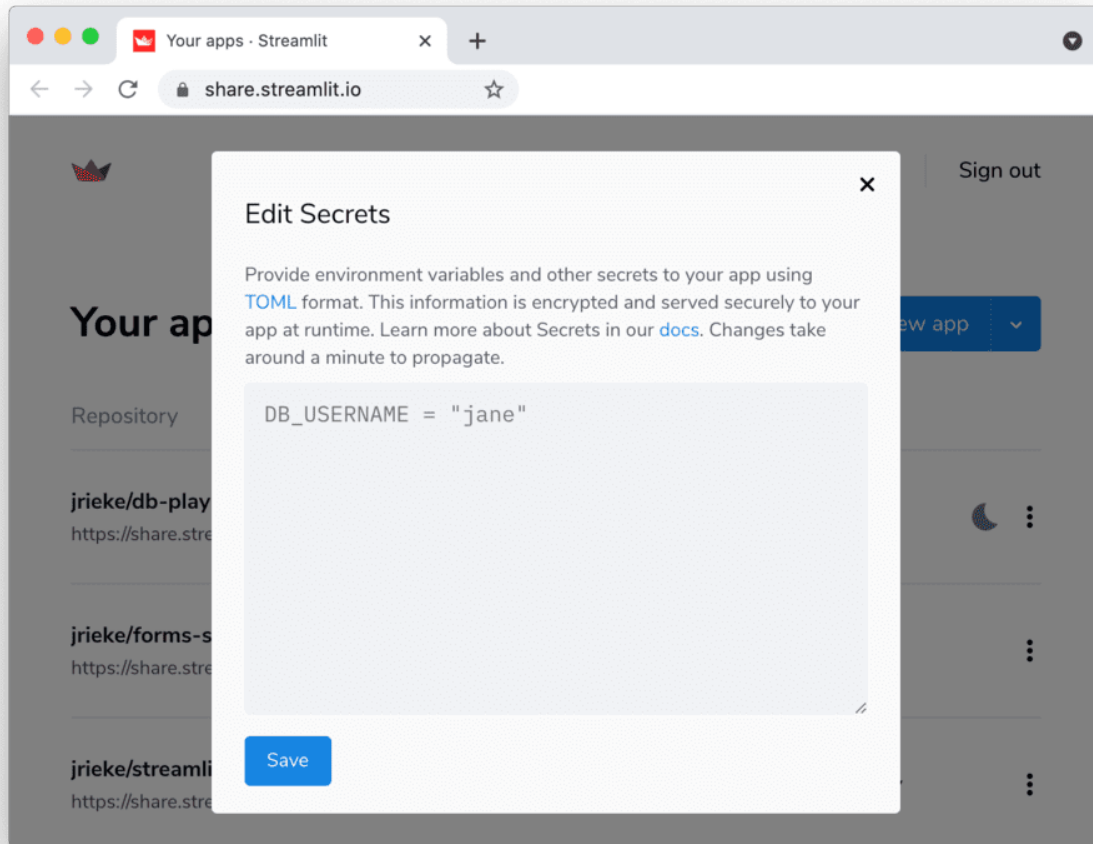 Your apps · Streamlit
share.streamlit.io
Sign out
Edit Secrets
Provide environment variables and other secrets to your app using
TOML format. This information is encrypted and served securely to your
app at runtime. Learn more about Secrets in our docs. Changes take
around a minute to propagate.
DB_USERNAME = "jane"
Save
Your ap
ew app
Repository
jrieke/db-play
https://share.stre
jrieke/forms-s
https://share.stre
jrieke/streamli
https://share.stre